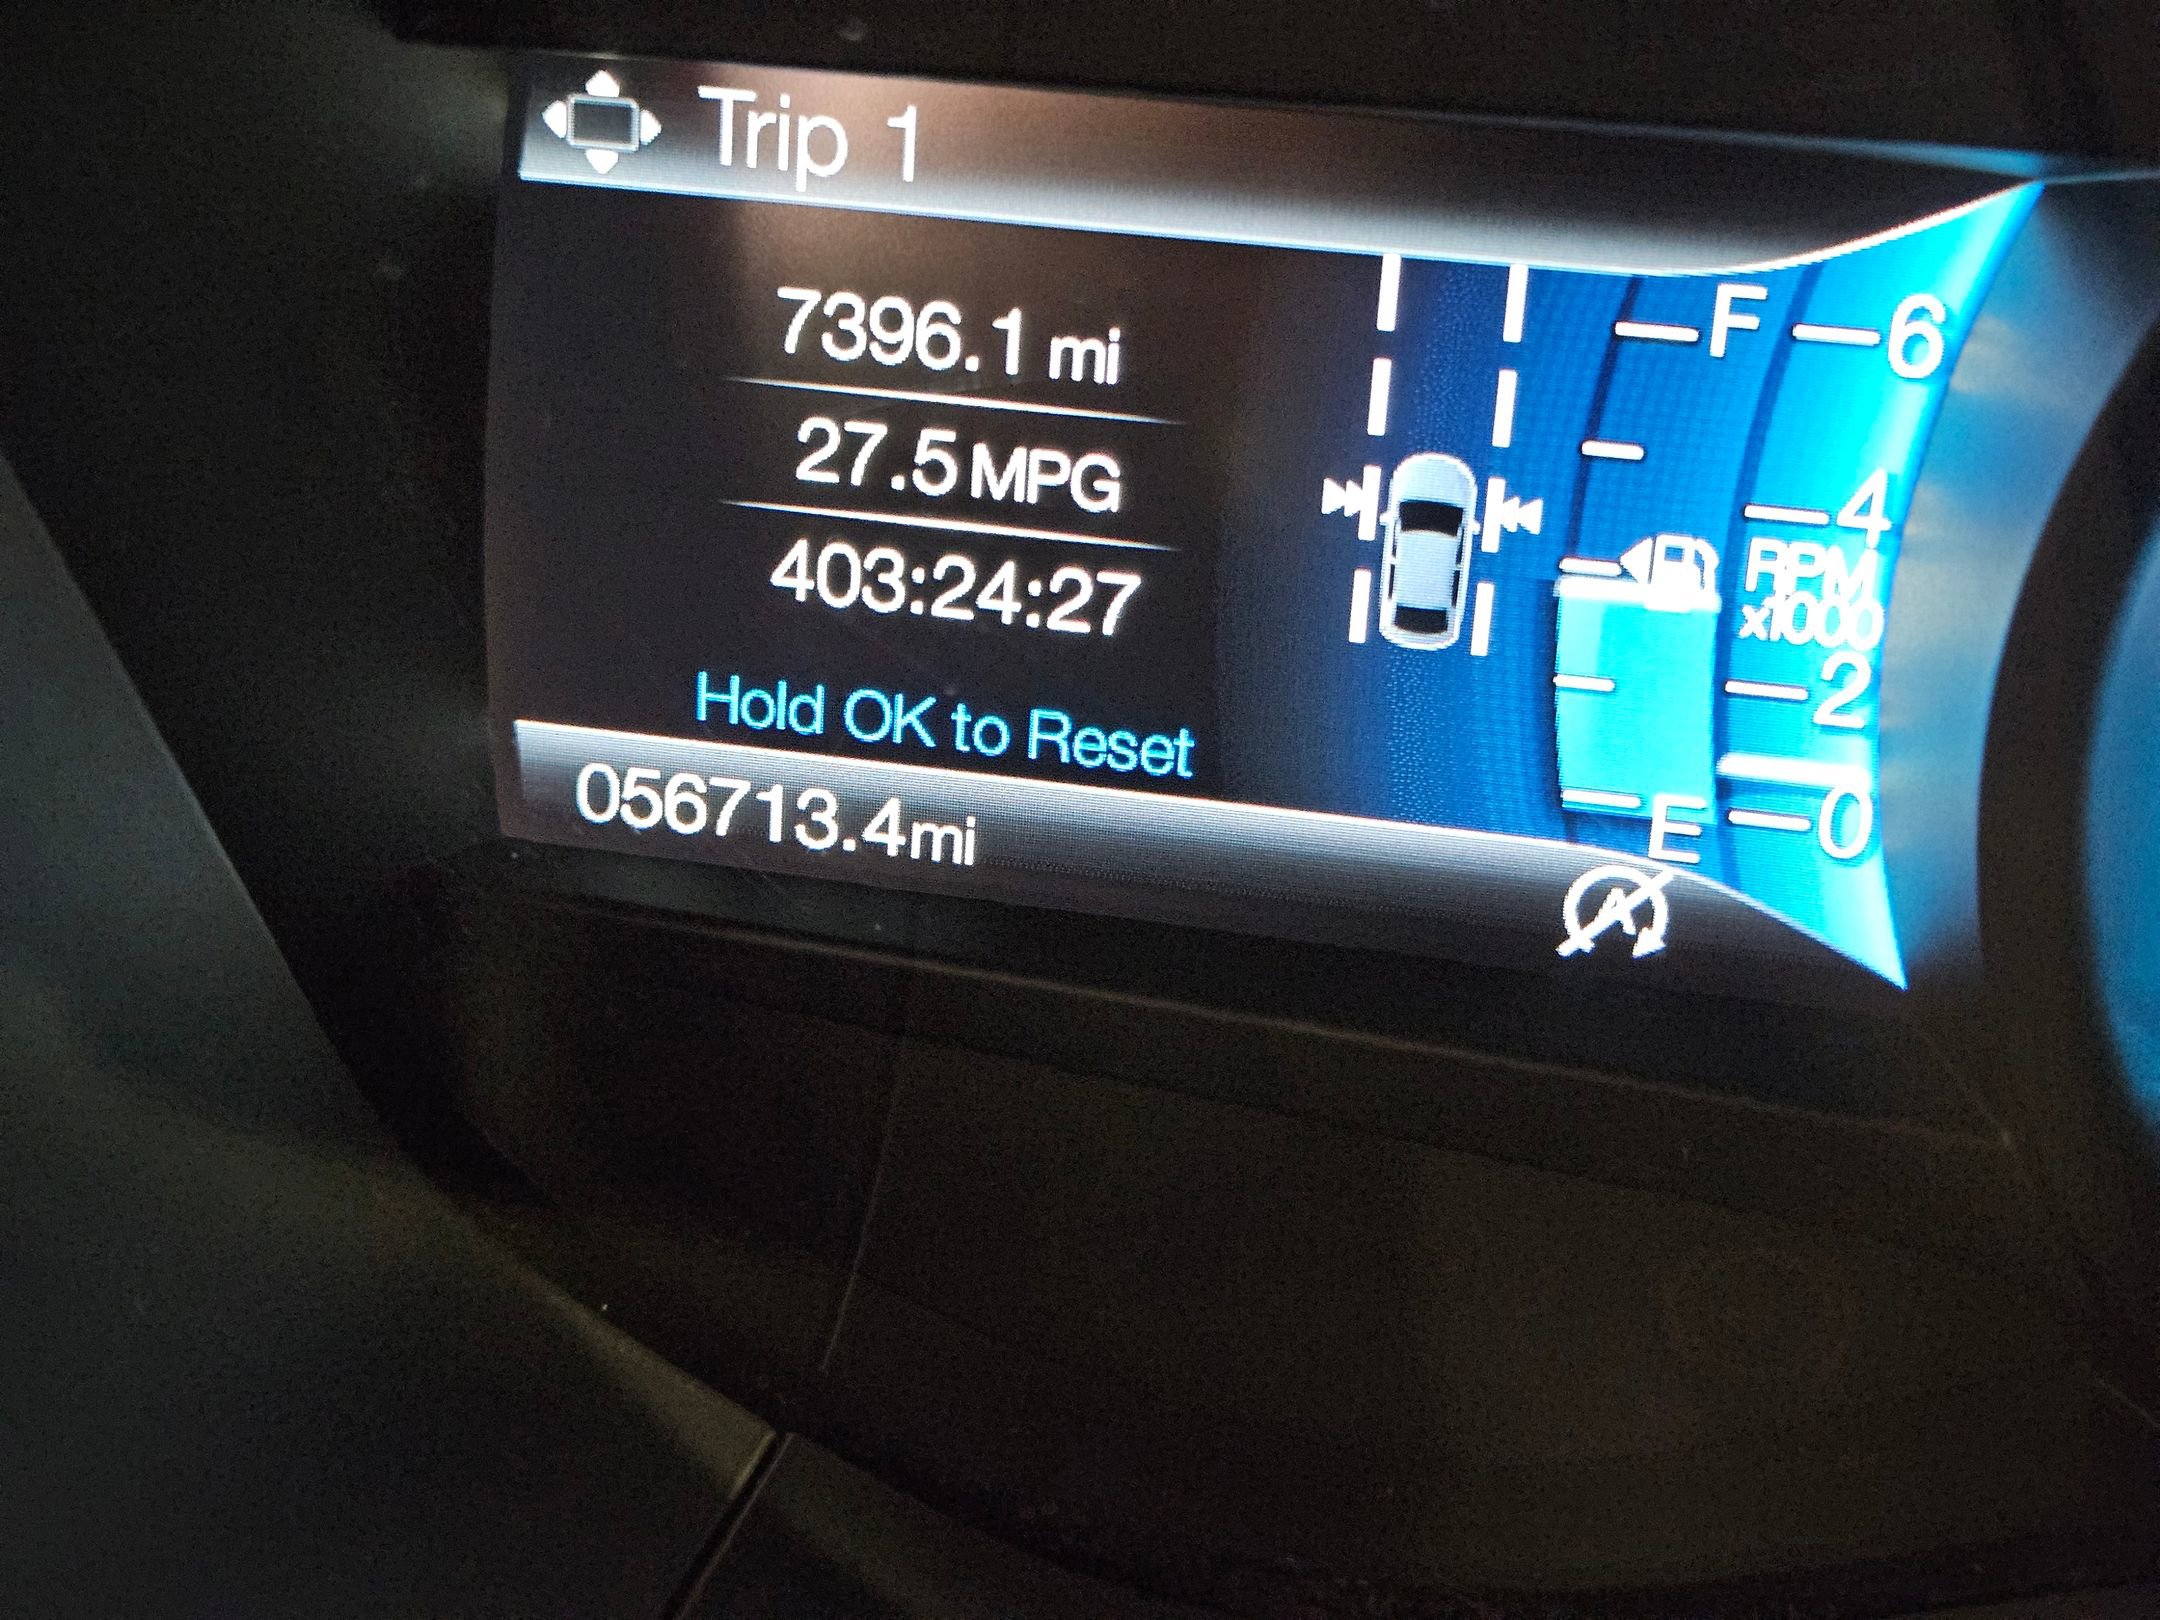 Trip 1
7396.1 mi
27.5 MPG
403:24:27
Hold OK to Reset
056713.4mi
F
E
6
4
RPM
x1000
2
0
A